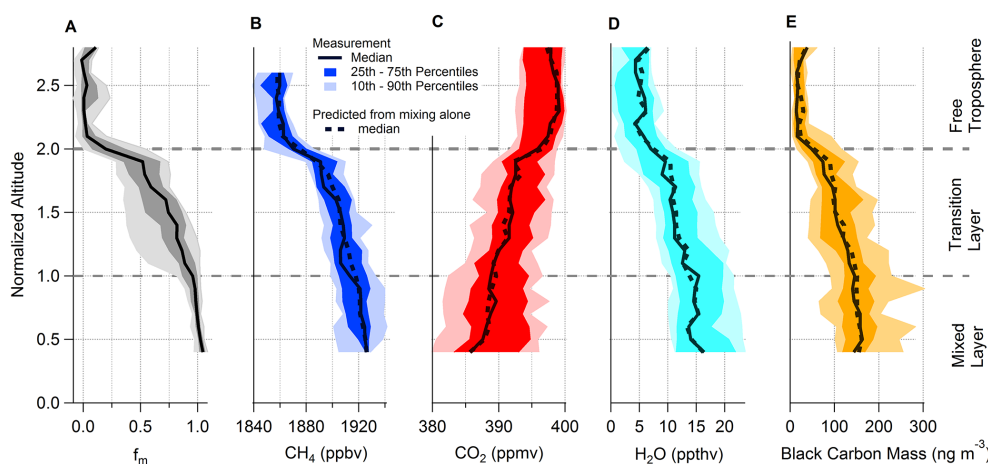 A
B
C
D
E
Measurement
Median
25th - 75th Percentiles
10th - 90th Percentiles
Predicted from mixing alone
median
Normalized Altitude
2.5
2.0
1.5
1.0
0.5
0.0
Free
Troposphere
Transition
Layer
Mixed
Layer
0.0 0.5 1.0
1840 1880 1920
380 390 400
0 5 10 15 20
0 100 200 300
fm
CH4 (ppbv)
CO2 (ppmv)
H2O (ppthv)
Black Carbon Mass (ng m⁻³)